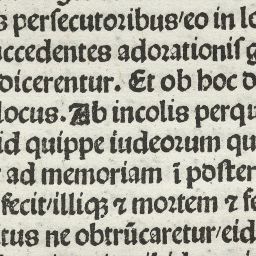 s persecutoribus/eo in lo
ccedentes adorationis g
dicerentur. Et ob hoc d
locus. Ab incolis perqu
id quippe iudeorum qu
ad memoriam ī poster
fecit/illiqꝫ ⁊ mortem ⁊ fe
tus ne obtrūcaretur/eid